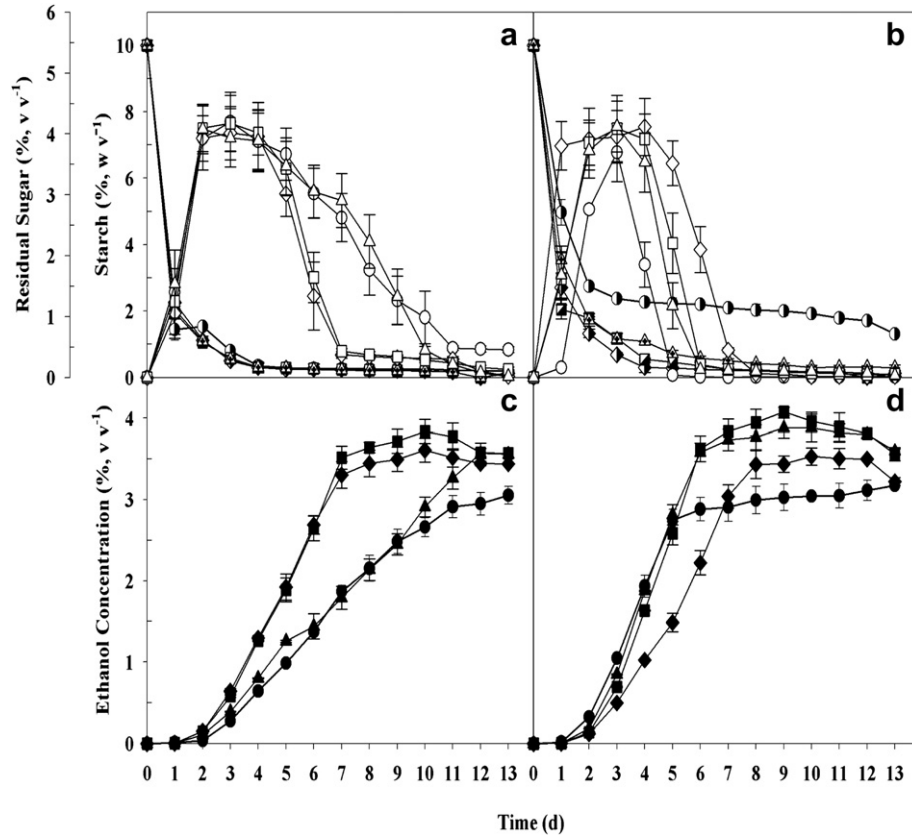 Residual Sugar (%, v v⁻¹)
6
5
4
3
2
1
0
Starch (%, w v⁻¹)
10
8
6
4
2
0
a
b
Ethanol Concentration (%, v v⁻¹)
4
3
2
1
0
c
d
0 1 2 3 4 5 6 7 8 9 10 11 12 13
0 1 2 3 4 5 6 7 8 9 10 11 12 13
Time (d)